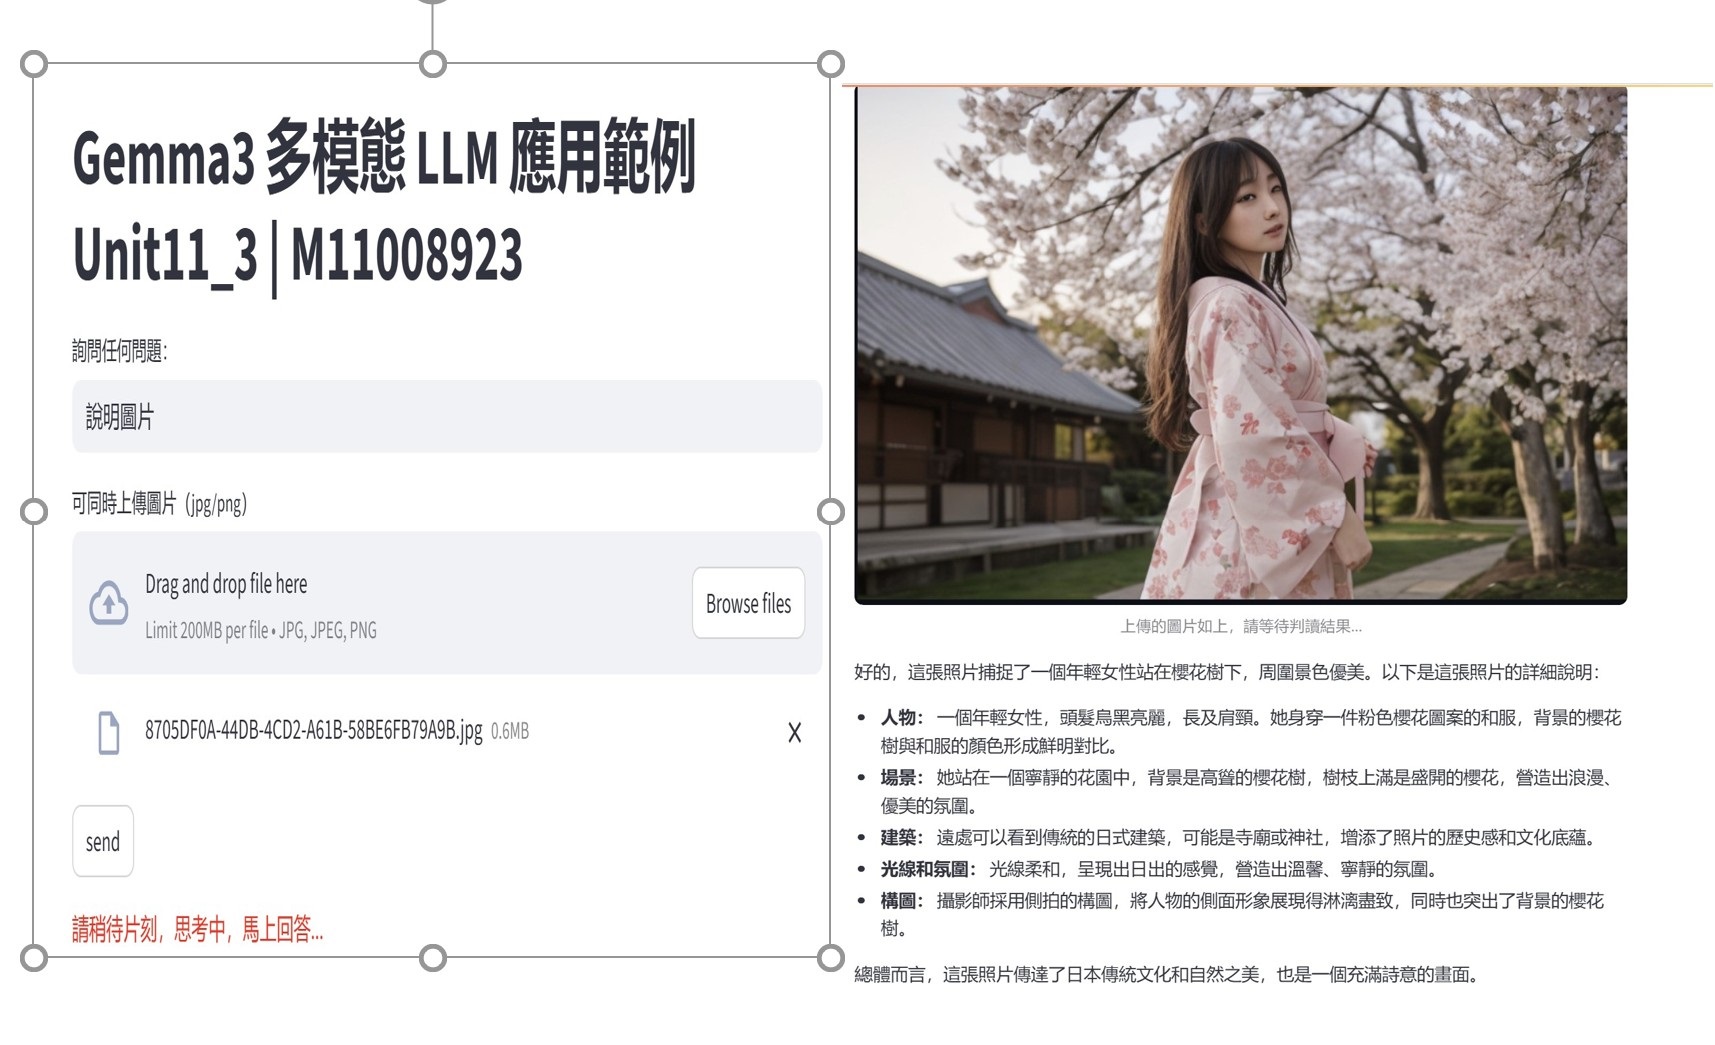 Gemma3 多模態 LLM 應用範例
Unit11_3 | M11008923
詢問任何問題：
說明圖片
可同時上傳圖片（jpg/png）
Drag and drop file here
Limit 200MB per file • JPG, JPEG, PNG
Browse files
8705DF0A-44DB-4CD2-A61B-58BE6FB79A9B.jpg 0.6MB
X
send
請稍待片刻，思考中，馬上回答...
上傳的圖片如上，請等待判讀結果...
好的，這張照片捕捉了一個年輕女性站在櫻花樹下，周圍景色優美。以下是這張照片的詳細說明：
• 人物： 一個年輕女性，頭髮烏黑亮麗，長及肩頸。她身穿一件粉色櫻花圖案的和服，背景的櫻花
樹與和服的顏色形成鮮明對比。
• 場景： 她站在一個寧靜的花園中，背景是高聳的櫻花樹，樹枝上滿是盛開的櫻花，營造出浪漫、
優美的氛圍。
• 建築： 遠處可以看到傳統的日式建築，可能是寺廟或神社，增添了照片的歷史感和文化底蘊。
• 光線和氛圍： 光線柔和，呈現出日出的感覺，營造出溫馨、寧靜的氛圍。
• 構圖： 攝影師採用側拍的構圖，將人物的側面形象展現得淋漓盡致，同時也突出了背景的櫻花
樹。
總體而言，這張照片傳達了日本傳統文化和自然之美，也是一個充滿詩意的畫面。